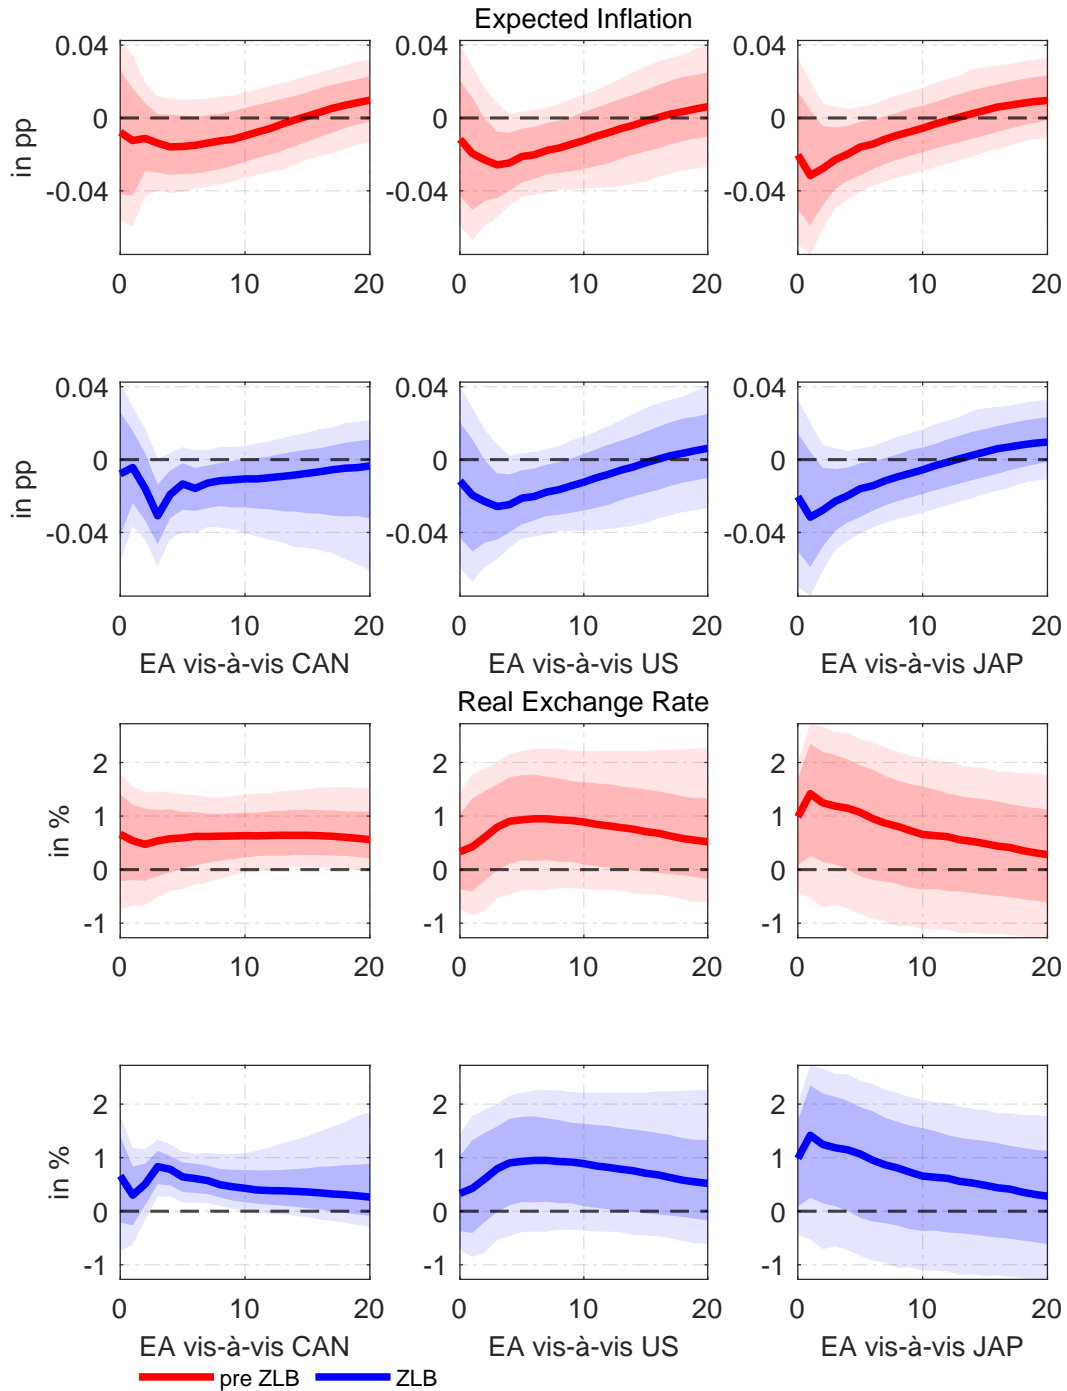 Expected Inflation
0.04 0.04 0.04
0 0 0
in pp
-0.04 -0.04 -0.04
0 10 20 0 10 20 0 10 20
0.04 0.04 0.04
0 0 0
in pp
-0.04 -0.04 -0.04
0 10 20 0 10 20 0 10 20
EA vis-à-vis CAN EA vis-à-vis US EA vis-à-vis JAP
Real Exchange Rate
2 2 2
1 1 1
in %
0 0 0
-1 -1 -1
0 10 20 0 10 20 0 10 20
2 2 2
1 1 1
in %
0 0 0
-1 -1 -1
0 10 20 0 10 20 0 10 20
EA vis-à-vis CAN EA vis-à-vis US EA vis-à-vis JAP
pre ZLB ZLB